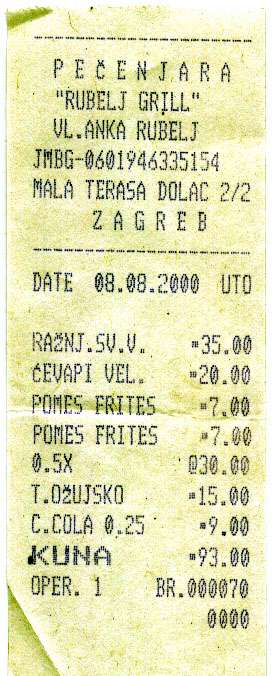 PEČENJARA
"RUBELJ GRILL"
VL.ANKA RUBELJ
JMBG-0601946335154
MALA TERASA DOLAC 2/2
ZAGREB
DATE 08.08.2000 UTO
RAŽNJ.SV.V. *35.00
ČEVAPI VEL. *20.00
POMES FRITES *7.00
POMES FRITES *7.00
0.5X @30.00
T.OŽUJSKO *15.00
C.COLA 0.25 *9.00
KUNA *93.00
OPER. 1 BR.000070
0000